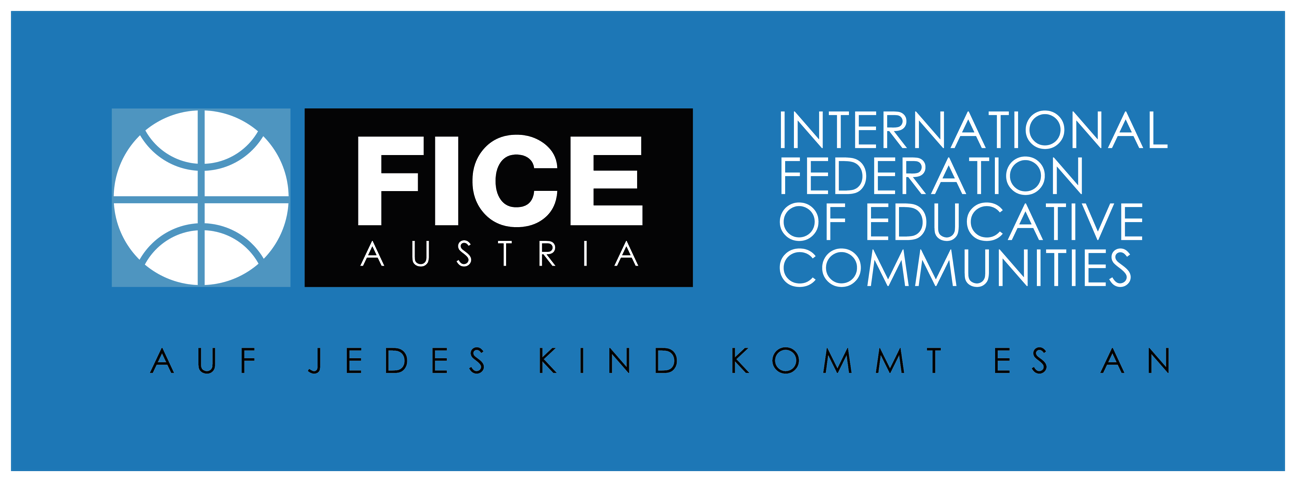 FICE
AUSTRIA
INTERNATIONAL
FEDERATION
OF EDUCATIVE
COMMUNITIES
AUF JEDES KIND KOMMT ES AN